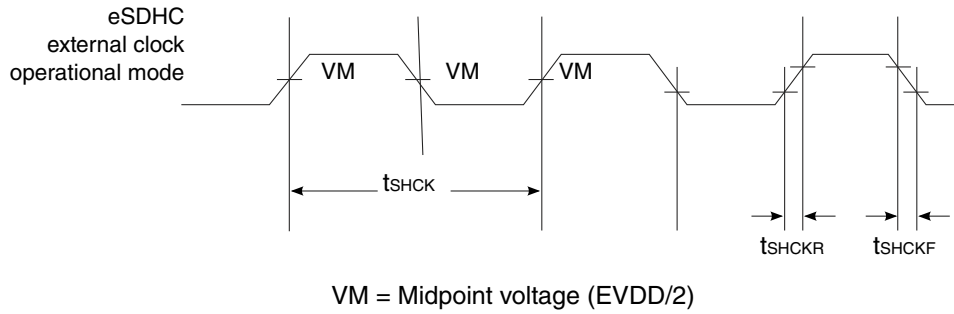 eSDHC
external clock
operational mode
VM VM VM
tSHCK
tSHCKR tSHCKF
VM = Midpoint voltage (EVDD/2)